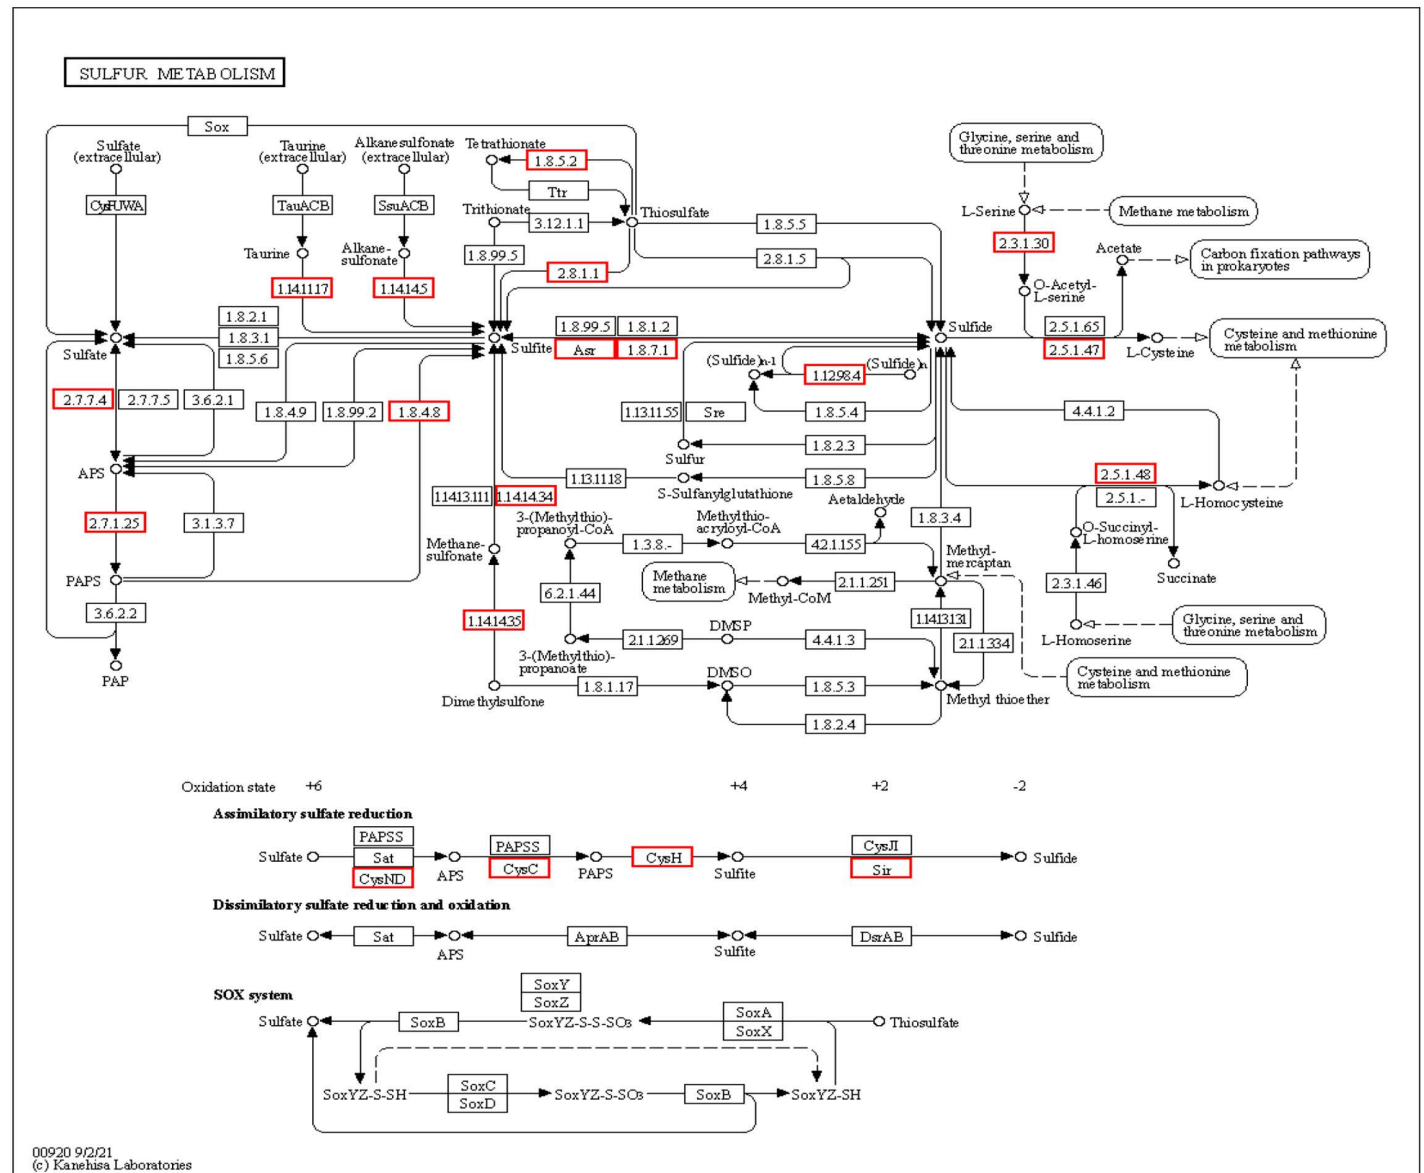 SULFUR METABOLISM
Sox
Sulfate
(extracellular)
Taurine
(extracellular)
Alkanesulfonate
(extracellular)
Tetrathionate
1.8.5.2
Glycine, serine and
threonine metabolism
CysPUWA
TauACB
SsuACB
Ttr
Trithionate
3.12.1.1
Thiosulfate
1.8.5.5
L-Serine
Methane metabolism
Taurine
Alkane-
sulfonate
1.8.99.5
2.8.1.1
2.8.1.5
2.3.1.30
Acetate
Carbon fixation pathways
in prokaryotes
1.14.11.17
1.14.14.5
O-Acetyl-
L-serine
1.8.2.1
1.8.3.1
1.8.5.6
Sulfate
Sulfite
1.8.99.5
1.8.1.2
Asr
1.8.7.1
Sulfide
2.5.1.65
2.5.1.47
L-Cysteine
Cysteine and methionine
metabolism
(Sulfide)n-1
1.12.98.4
(Sulfide)n
2.7.7.4
2.7.7.5
3.6.2.1
1.8.4.9
1.8.99.2
1.8.4.8
1.13.11.55
Sre
1.8.5.4
4.4.1.2
1.8.2.3
Sulfur
APS
1.13.11.18
1.8.5.8
S-Sulfanylglutathione
2.5.1.48
2.5.1.-
L-Homocysteine
1.14.13.111
1.14.14.34
Aetaldehyde
2.7.1.25
3.1.3.7
3-(Methylthio)-
propanoyl-CoA
Methylthio-
acryloyl-CoA
1.8.3.4
O-Succinyl-
L-homoserine
Methane-
sulfonate
1.3.8.-
4.2.1.155
Methyl-
mercaptan
Succinate
PAPS
Methane
metabolism
Methyl-CoM
2.1.1.251
2.3.1.46
3.6.2.2
6.2.1.44
1.14.14.35
1.14.13.131
Glycine, serine and
threonine metabolism
L-Homoserine
2.1.1.269
DMSP
4.4.1.3
2.1.1.334
3-(Methylthio)-
propanoate
PAP
Cysteine and methionine
metabolism
DMSO
1.8.1.17
1.8.5.3
Dimethylsulfone
Methyl thioether
1.8.2.4
Oxidation state +6 +4 +2 -2
Assimilatory sulfate reduction
PAPSS
PAPSS
CysJI
Sulfate
Sat
CysND
APS
CysC
PAPS
CysH
Sulfite
Sir
Sulfide
Dissimilatory sulfate reduction and oxidation
Sulfate
Sat
APS
AprAB
Sulfite
DsrAB
Sulfide
SOX system
SoxY
SoxZ
Sulfate
SoxB
SoxYZ-S-S-SO3
SoxA
SoxX
Thiosulfate
SoxYZ-S-SH
SoxC
SoxD
SoxYZ-S-SO3
SoxB
SoxYZ-SH
00920 9/2/21
(c) Kanehisa Laboratories